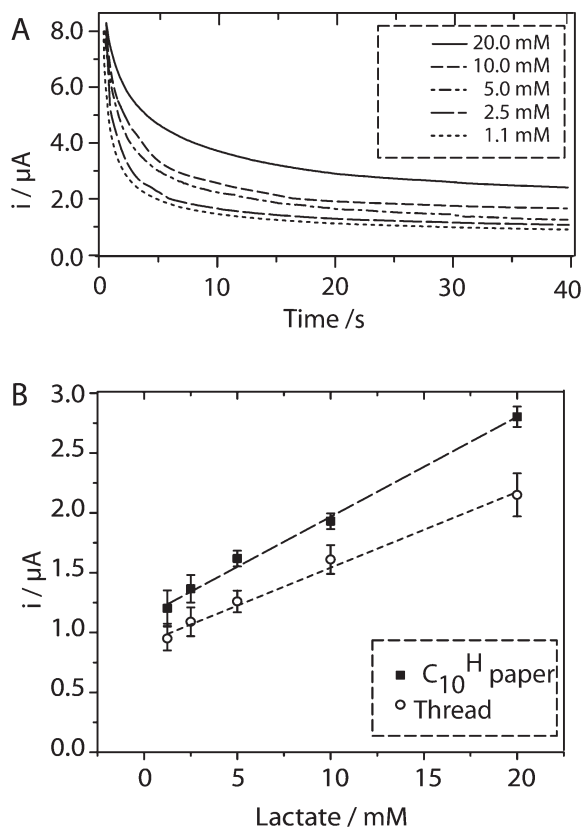 A
8.0
6.0
4.0
2.0
0.0
i / µA
20.0 mM
10.0 mM
5.0 mM
2.5 mM
1.1 mM
0 10 20 30 40
Time /s
B
3.0
2.5
2.0
1.5
1.0
0.5
0.0
i / µA
C10H paper
Thread
0 5 10 15 20
Lactate / mM